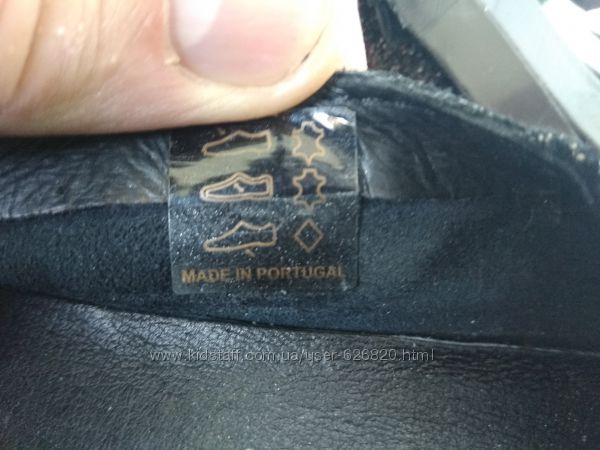 MADE IN PORTUGAL
www.kidstaff.com.ua/user-626820.html